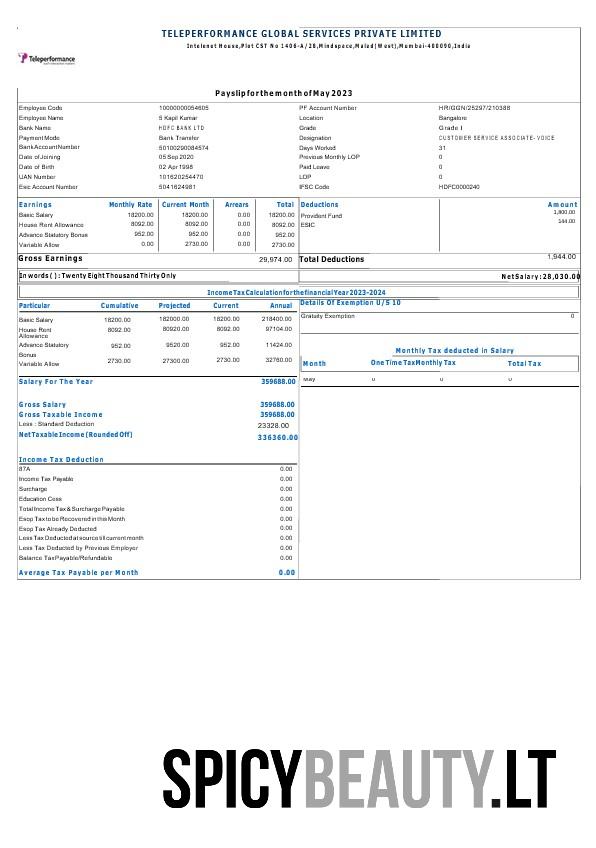 TELEPERFORMANCE GLOBAL SERVICES PRIVATE LIMITED
Intelenet House, Plot CST No 1406-A/28, Mindspace, Malad(West), Mumbai-400090, India
Teleperformance
Payslip for the month of May 2023
Employee Code 10000000054605 PF Account Number HR/GGN/25297/210388
Employee Name S Kapil Kumar Location Bangalore
Bank Name HDFC BANK LTD Grade Grade I
Payment Mode Bank Transfer Designation CUSTOMER SERVICE ASSOCIATE-VOICE
Bank Account Number 50100290084574 Days Worked 31
Date of Joining 05 Sep 2020 Previous Monthly LOP 0
Date of Birth 02 Apr 1998 Paid Leave 0
UAN Number 101620254470 LOP 0
Esic Account Number 5041624981 IFSC Code HDFC0000240
Earnings Monthly Rate Current Month Arrears Total Deductions Amount
Basic Salary 18200.00 18200.00 0.00 18200.00 Provident Fund 1,800.00
House Rent Allowance 8092.00 8092.00 0.00 8092.00 ESIC 144.00
Advance Statutory Bonus 952.00 952.00 0.00 952.00
Variable Allow 0.00 2730.00 0.00 2730.00
Gross Earnings 29,974.00 Total Deductions 1,944.00
In words ( ) : Twenty Eight Thousand Thirty Only Net Salary : 28,030.00
Income Tax Calculation for the financial Year 2023-2024
Particular Cumulative Projected Current Annual Details Of Exemption U/S 10
Basic Salary 18200.00 182000.00 18200.00 218400.00 Gratuity Exemption 0
House Rent Allowance 8092.00 80920.00 8092.00 97104.00
Advance Statutory Bonus 952.00 9520.00 952.00 11424.00
Variable Allow 2730.00 27300.00 2730.00 32760.00
Monthly Tax deducted in Salary
Month One Time Tax Monthly Tax Total Tax
May 0 0 0
Salary For The Year 359688.00
Gross Salary 359688.00
Gross Taxable Income 359688.00
Less : Standard Deduction 23328.00
Net Taxable Income (Rounded Off) 336360.00
Income Tax Deduction
87A 0.00
Income Tax Payable 0.00
Surcharge 0.00
Education Cess 0.00
Total Income Tax & Surcharge Payable 0.00
Esop Tax to be Recovered in this Month 0.00
Esop Tax Already Deducted 0.00
Less Tax Deducted at source till current month 0.00
Less Tax Deducted by Previous Employer 0.00
Balance Tax Payable/Refundable 0.00
Average Tax Payable per Month 0.00
SPICYBEAUTY.LT